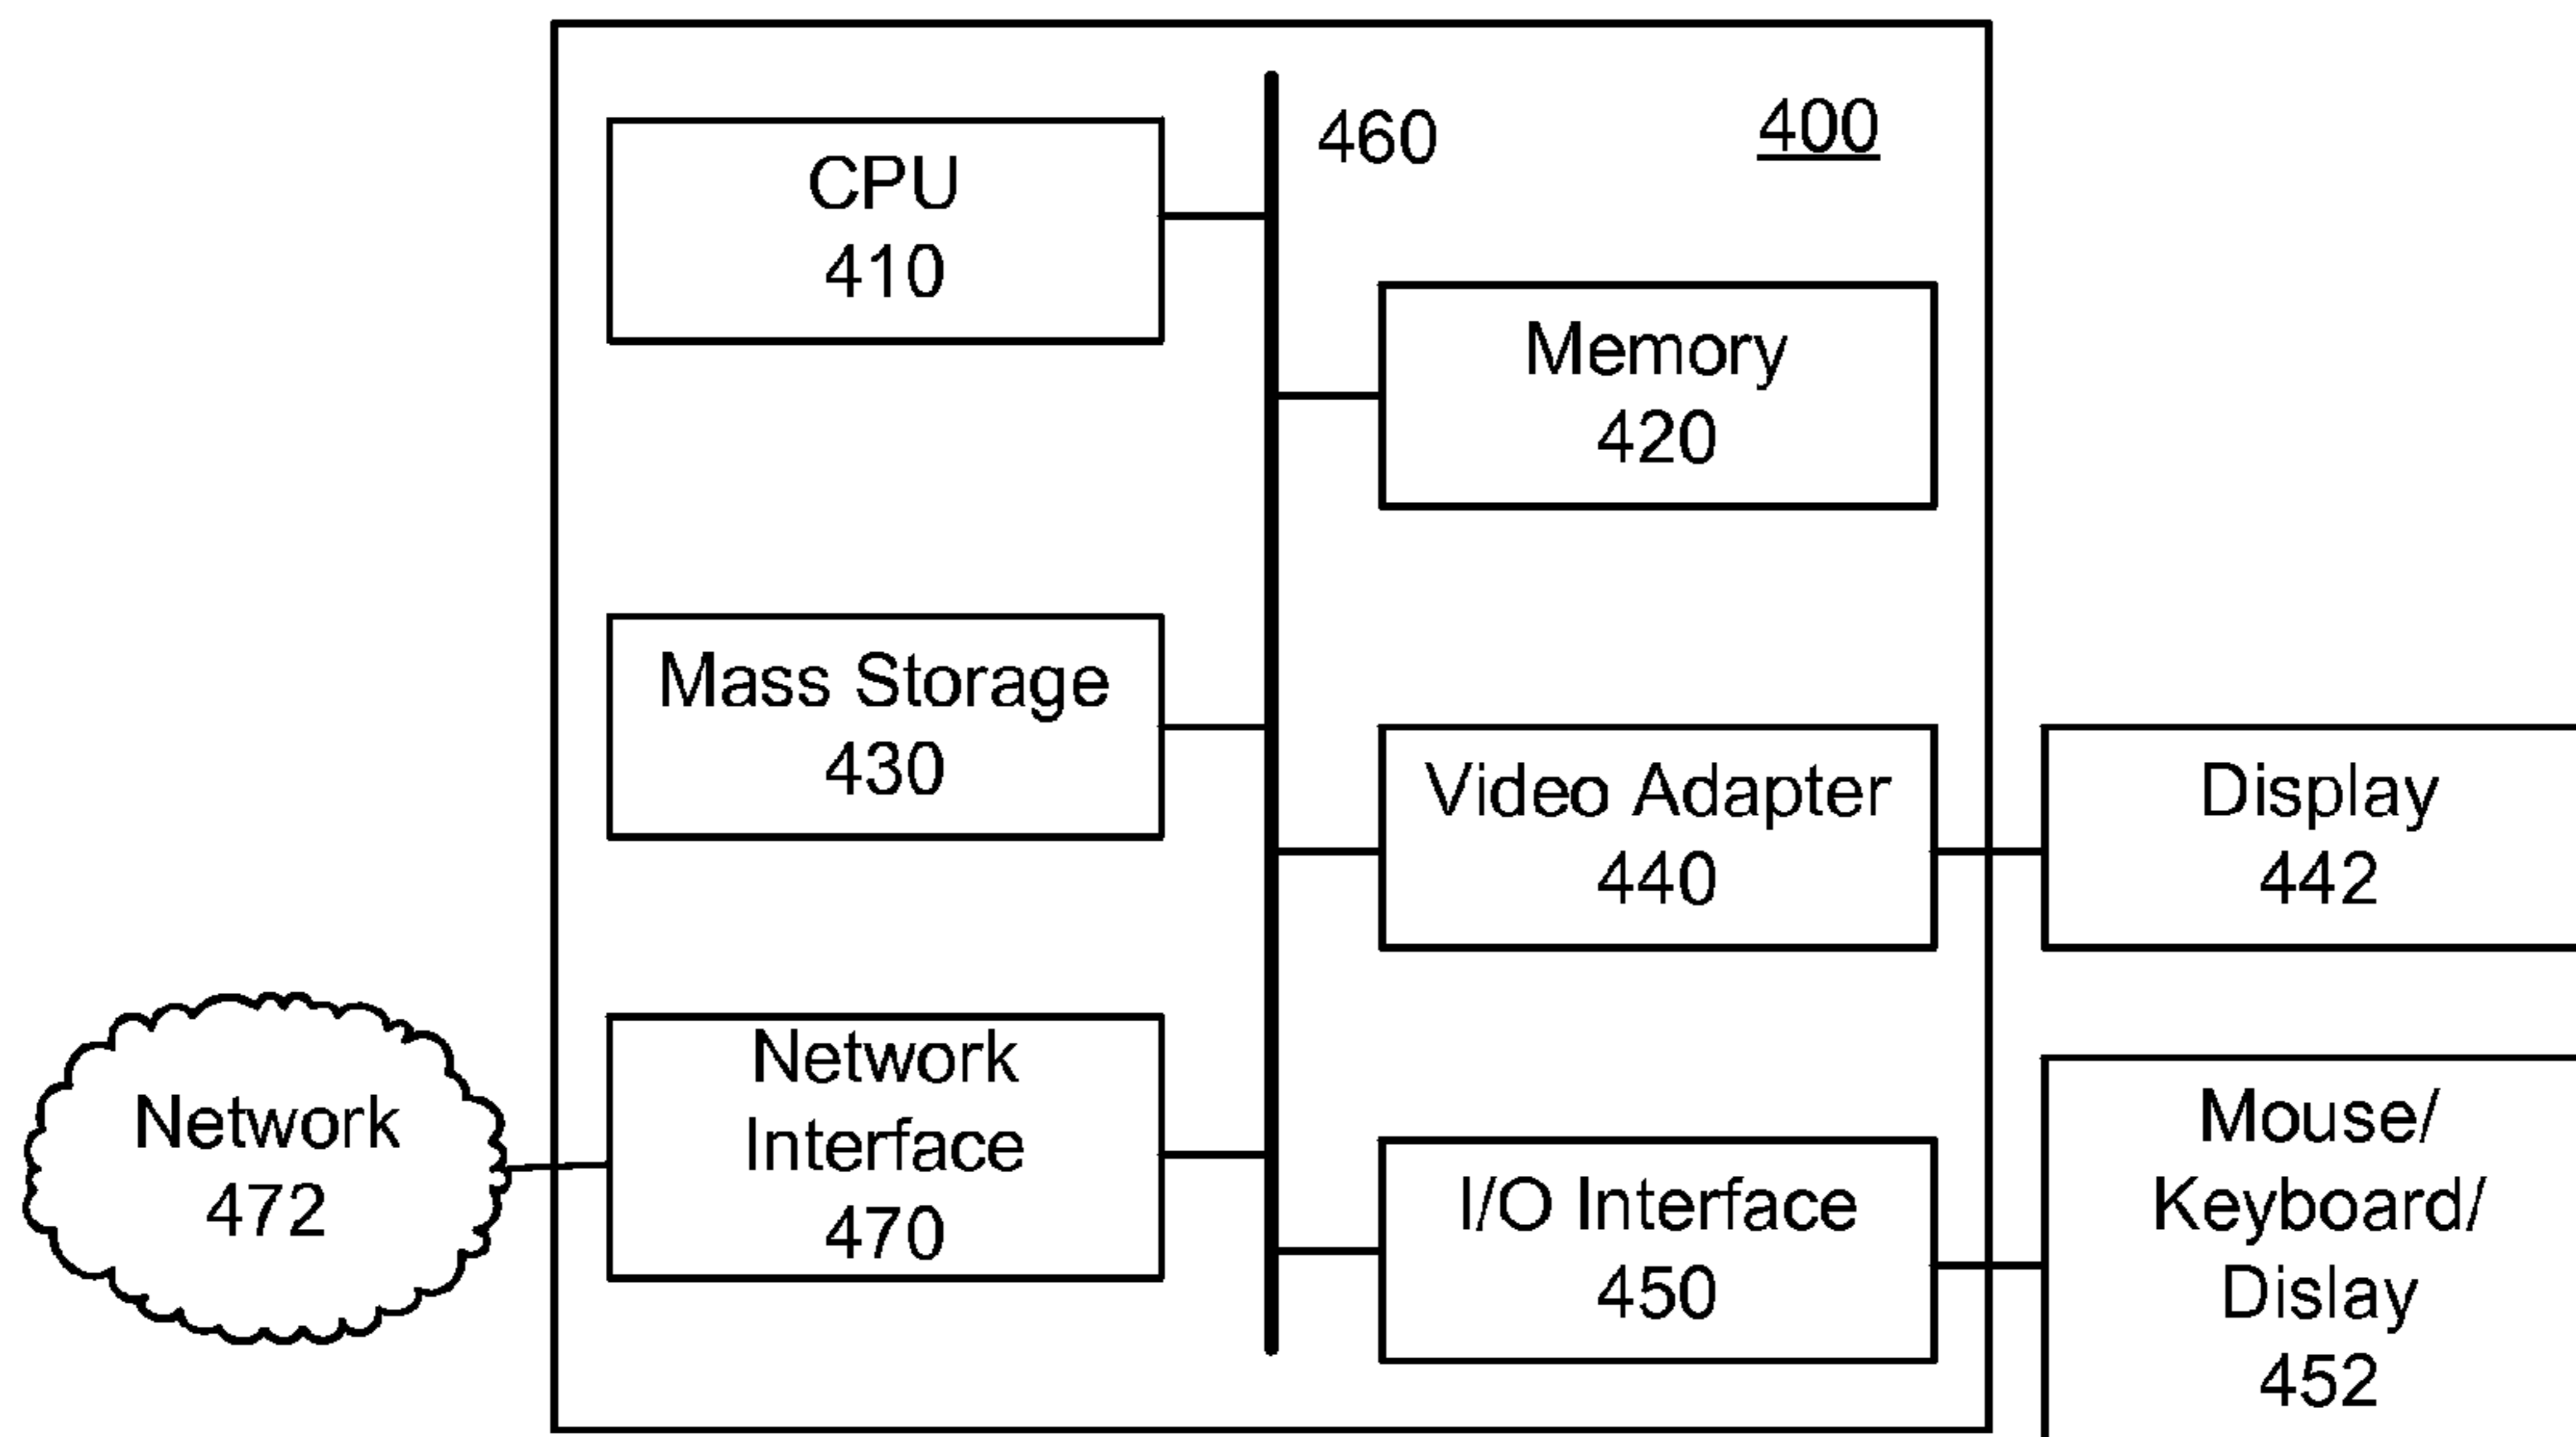 460
400
CPU
410
Memory
420
Mass Storage
430
Video Adapter
440
Display
442
Network
472
Network
Interface
470
I/O Interface
450
Mouse/
Keyboard/
Dislay
452